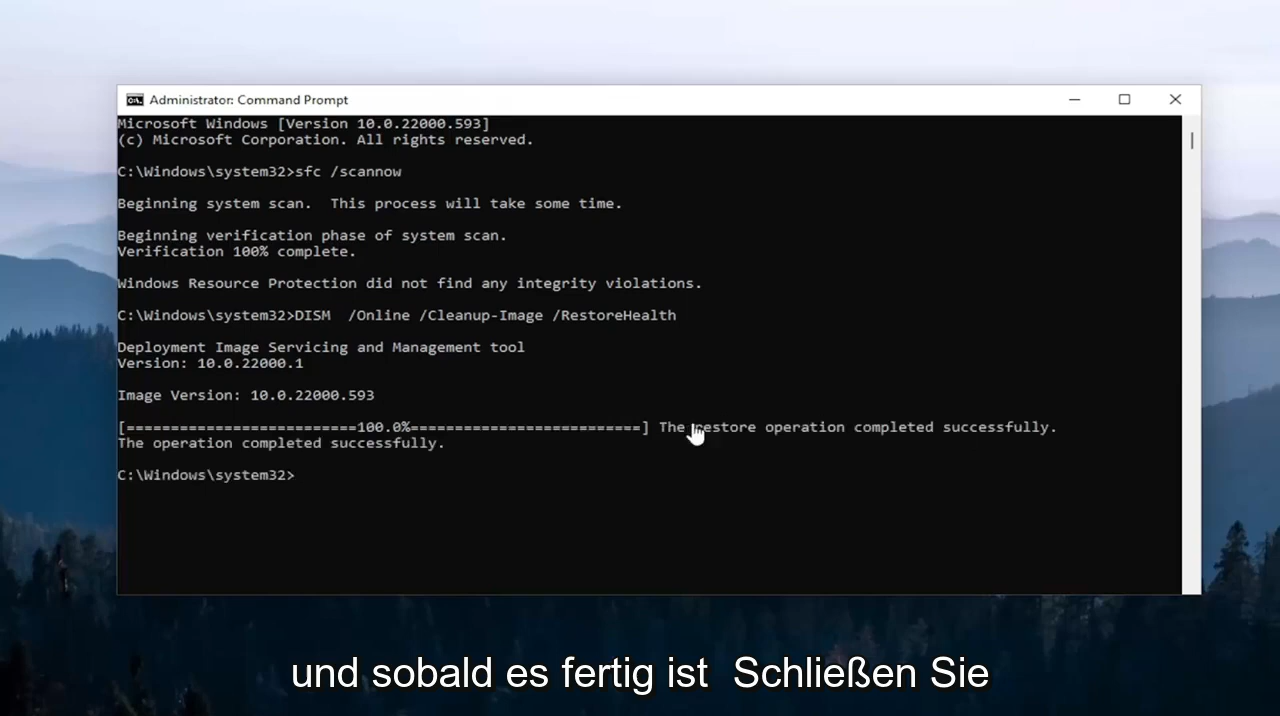 Administrator: Command Prompt
Microsoft Windows [Version 10.0.22000.593]
(c) Microsoft Corporation. All rights reserved.
C:\Windows\system32>sfc /scannow
Beginning system scan.  This process will take some time.
Beginning verification phase of system scan.
Verification 100% complete.
Windows Resource Protection did not find any integrity violations.
C:\Windows\system32>DISM  /Online /Cleanup-Image /RestoreHealth
Deployment Image Servicing and Management tool
Version: 10.0.22000.1
Image Version: 10.0.22000.593
[==========================100.0%==========================] The restore operation completed successfully.
The operation completed successfully.
C:\Windows\system32>
und sobald es fertig ist  Schließen Sie